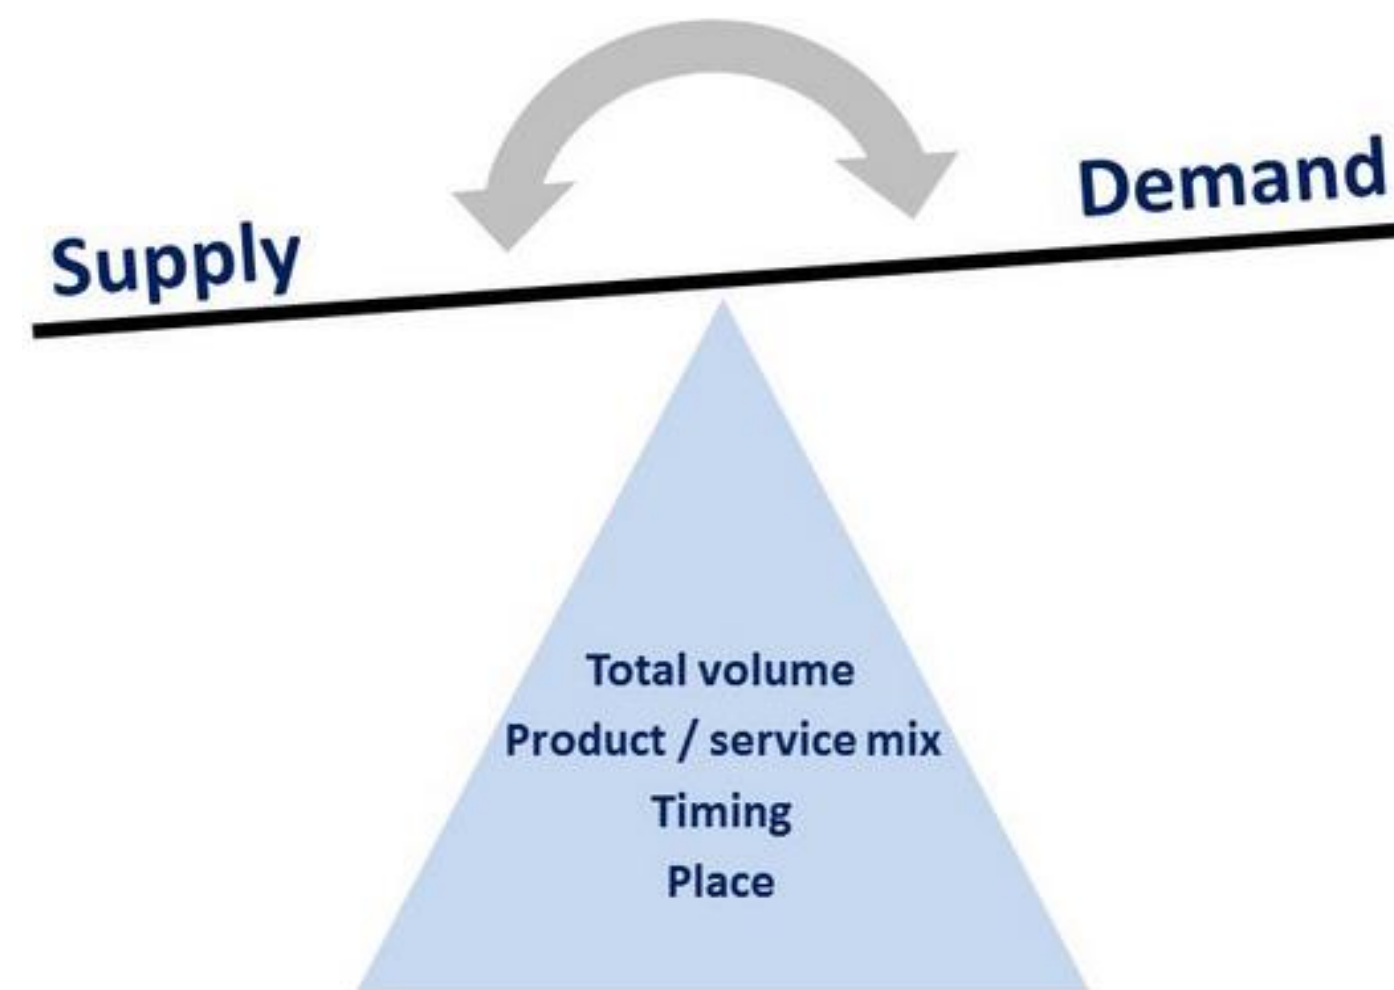 Supply
Demand
Total volume
Product / service mix
Timing
Place